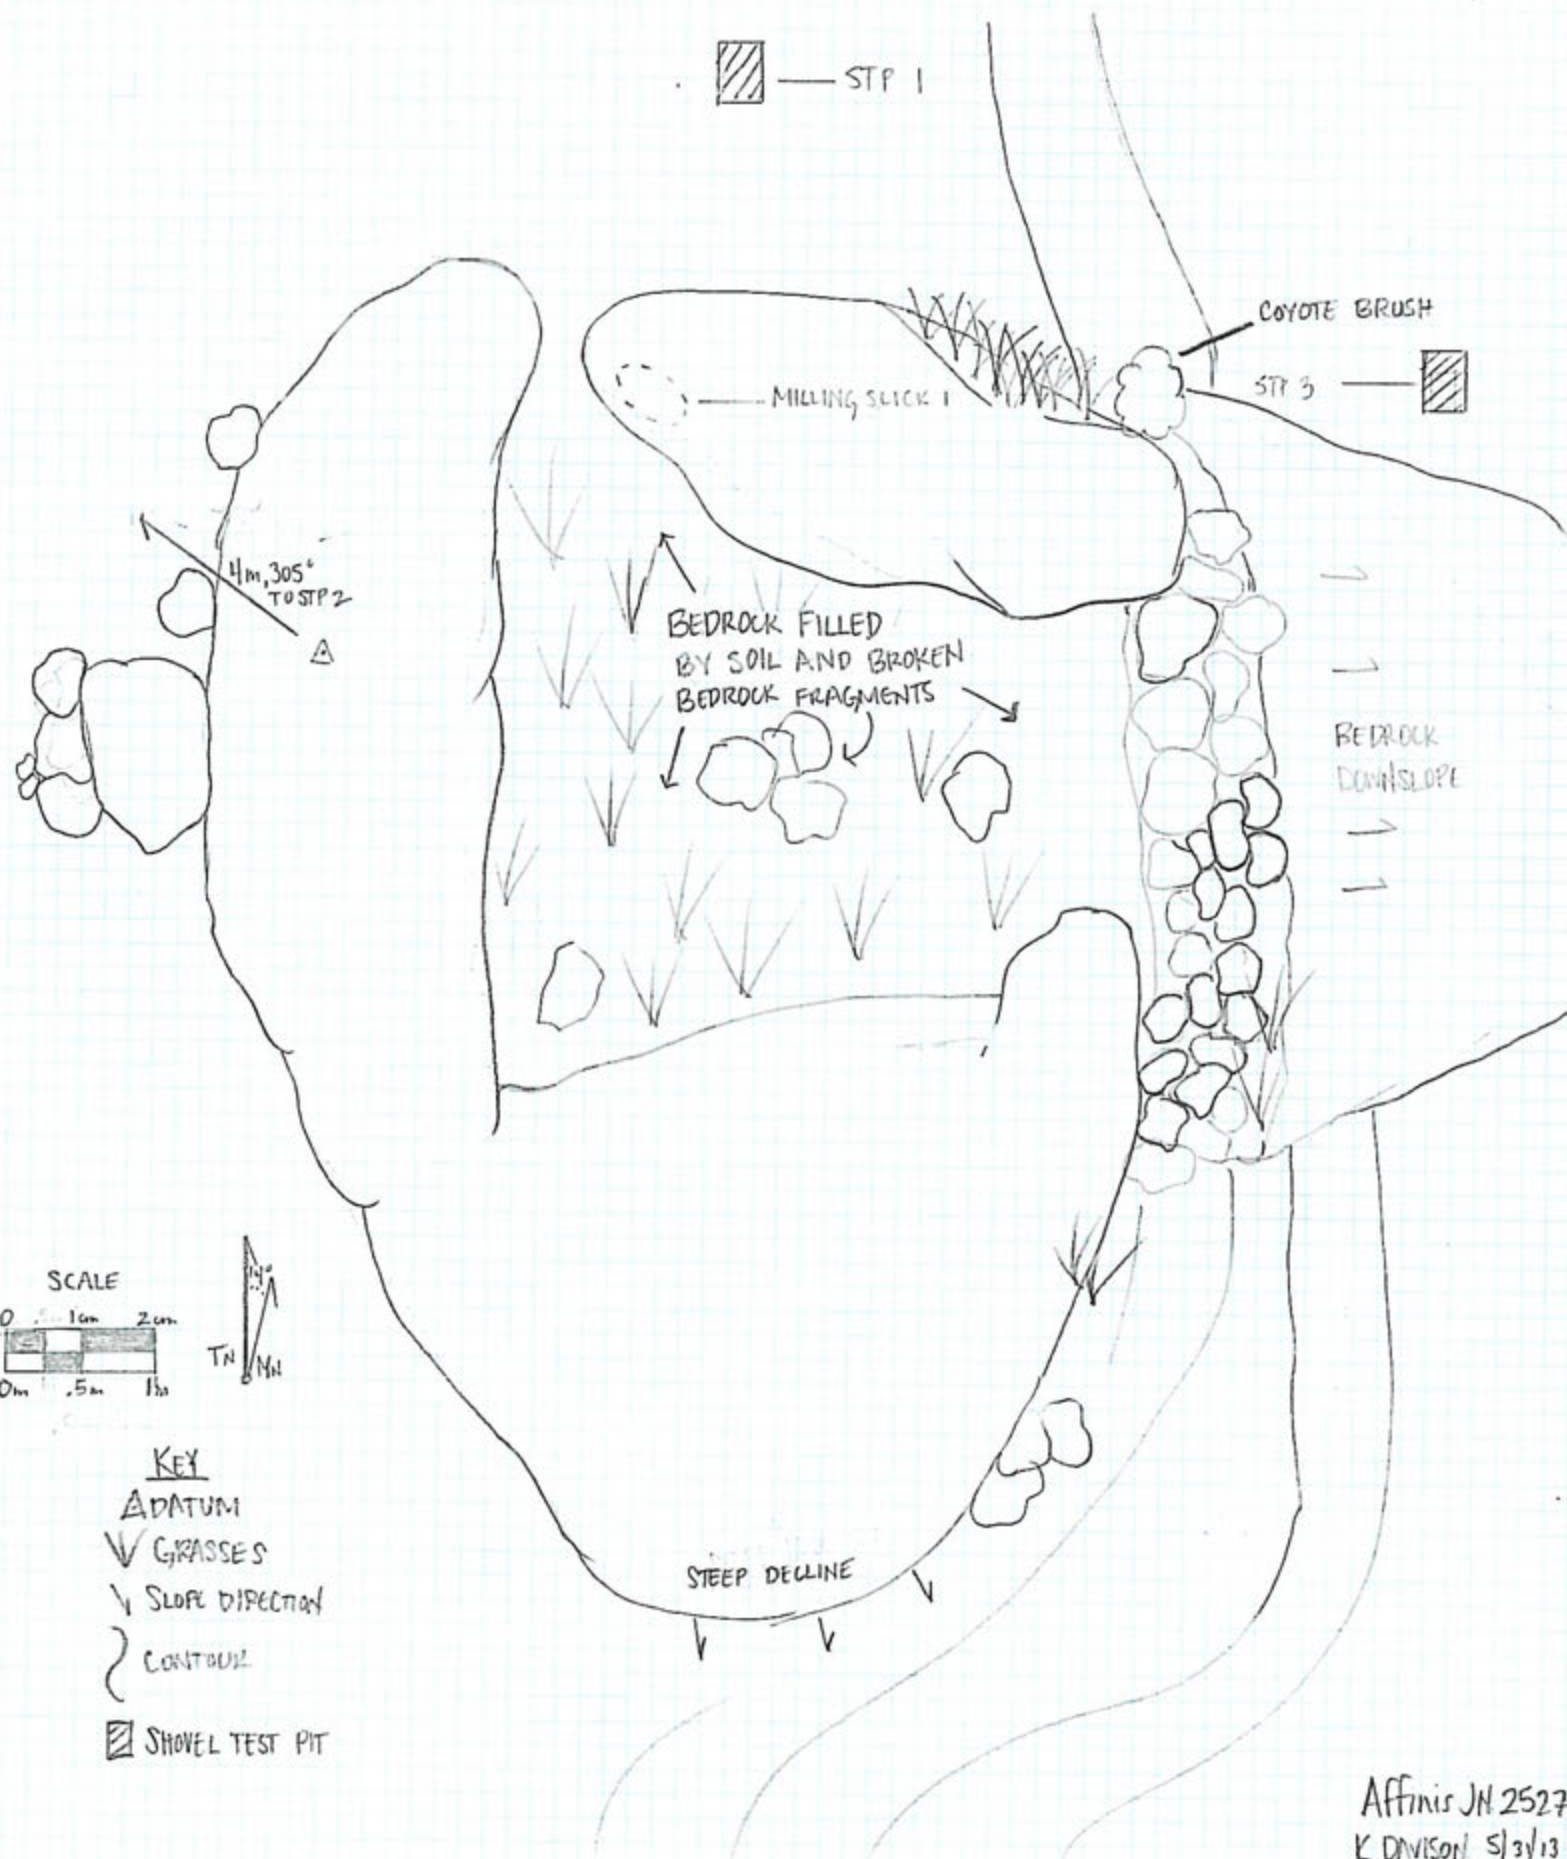 STP 1
COYOTE BRUSH
STP 3
MILLING SLICK 1
4m, 305°
TO STP 2
BEDROCK FILLED
BY SOIL AND BROKEN
BEDROCK FRAGMENTS
BEDROCK
DOWNSLOPE
SCALE
0 .5cm 1cm 2cm
0m .5m 1m
14°
TN MN
KEY
DATUM
GRASSES
SLOPE DIRECTION
CONTOUR
SHOVEL TEST PIT
STEEP DECLINE
Affinis JN 2527
K DAVISON 5/31/13